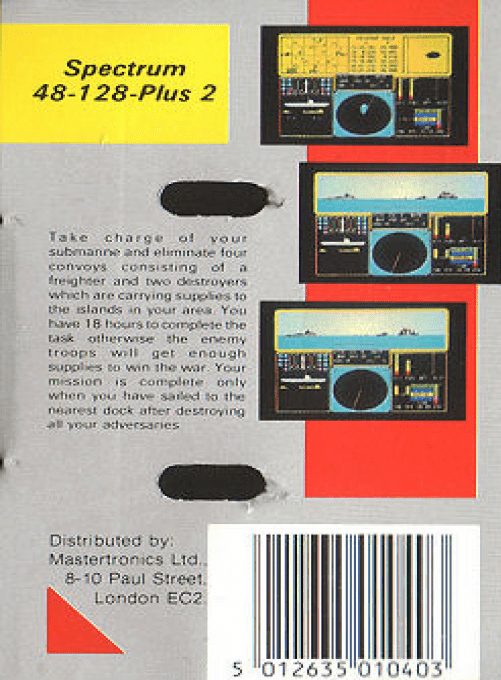 Spectrum
48-128-Plus 2
Take charge of your
submarine and eliminate four
convoys consisting of a
freighter and two destroyers
which are carrying supplies to
the islands in your area. You
have 18 hours to complete the
task otherwise the enemy
troops will get enough
supplies to win the war. Your
mission is complete only
when you have sailed to the
nearest dock after destroying
all your adversaries
Distributed by:
Mastertronics Ltd.,
8-10 Paul Street,
London EC2
5 012635 010403